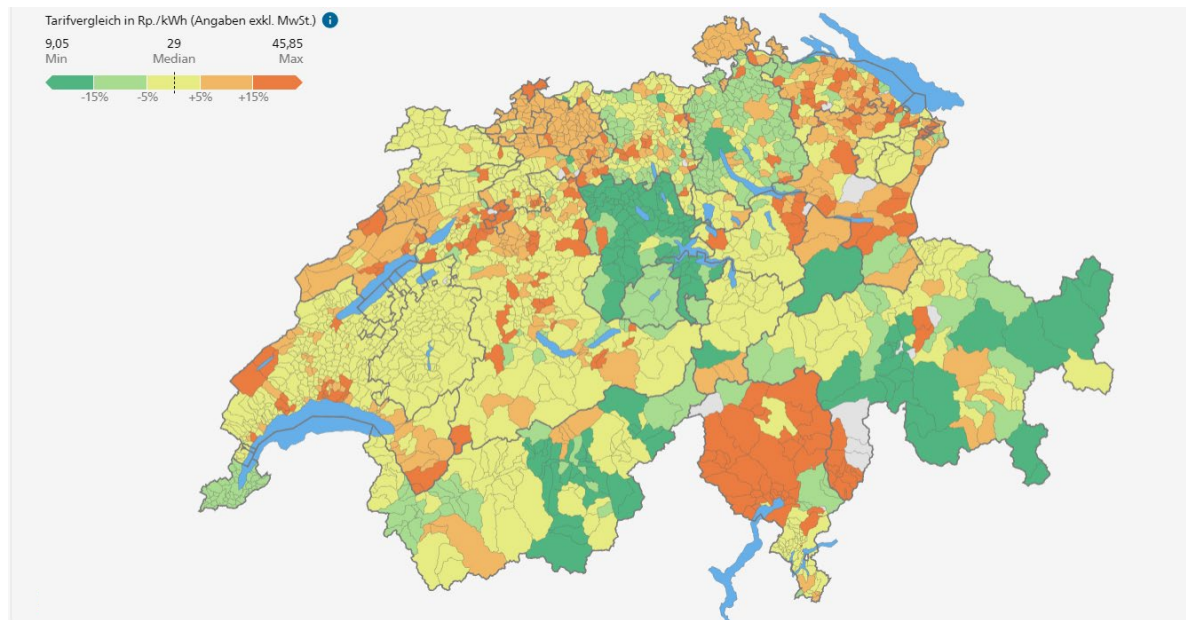 Tarifvergleich in Rp./kWh (Angaben exkl. MwSt.) i
9,05 29 45,85
Min Median Max
-15% -5% +5% +15%